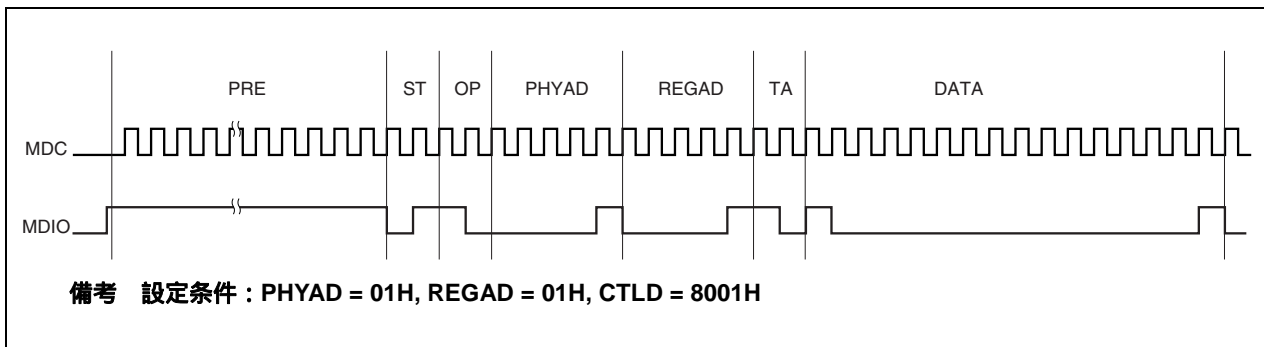 PRE ST OP PHYAD REGAD TA DATA
MDC
MDIO
備考 設定条件：PHYAD = 01H, REGAD = 01H, CTLD = 8001H